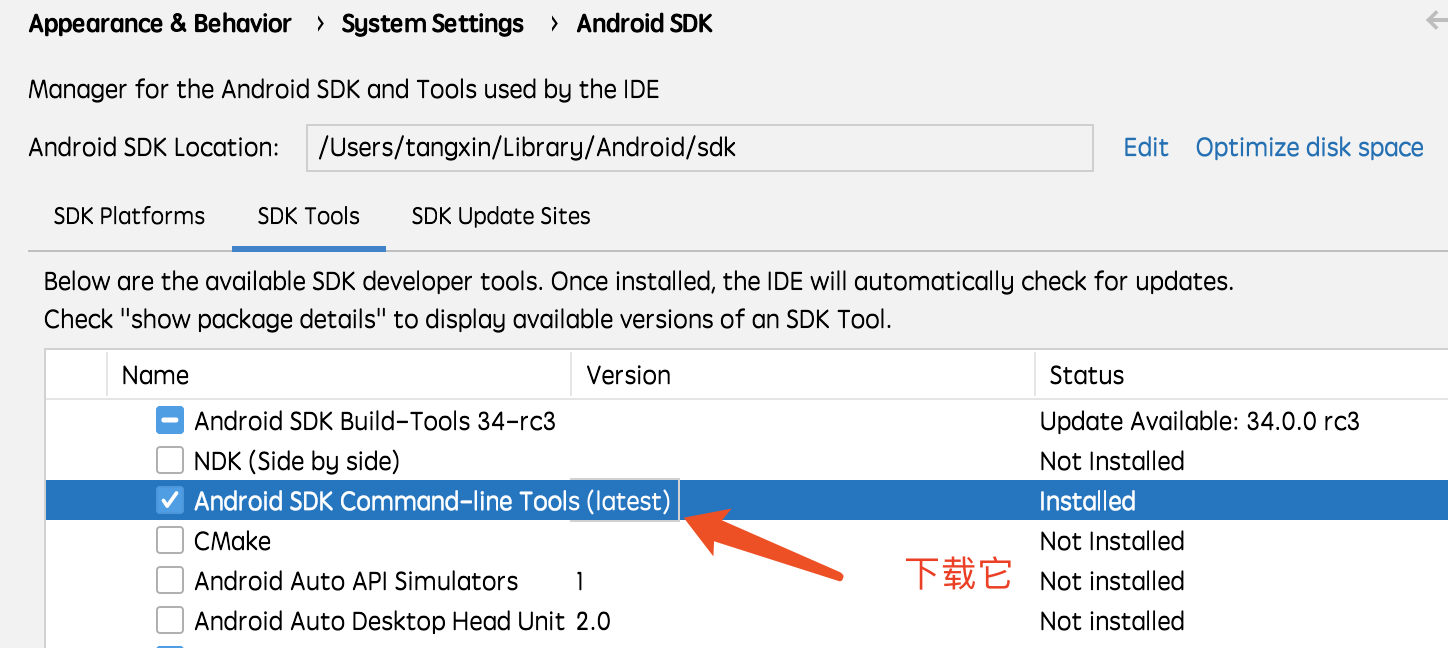 Appearance & Behavior › System Settings › Android SDK
Manager for the Android SDK and Tools used by the IDE
Android SDK Location: /Users/tangxin/Library/Android/sdk Edit Optimize disk space
SDK Platforms SDK Tools SDK Update Sites
Below are the available SDK developer tools. Once installed, the IDE will automatically check for updates.
Check "show package details" to display available versions of an SDK Tool.
Name Version Status
Android SDK Build-Tools 34-rc3 Update Available: 34.0.0 rc3
NDK (Side by side) Not Installed
Android SDK Command-line Tools (latest) Installed
CMake Not Installed
下载它
Android Auto API Simulators 1 Not installed
Android Auto Desktop Head Unit 2.0 Not installed